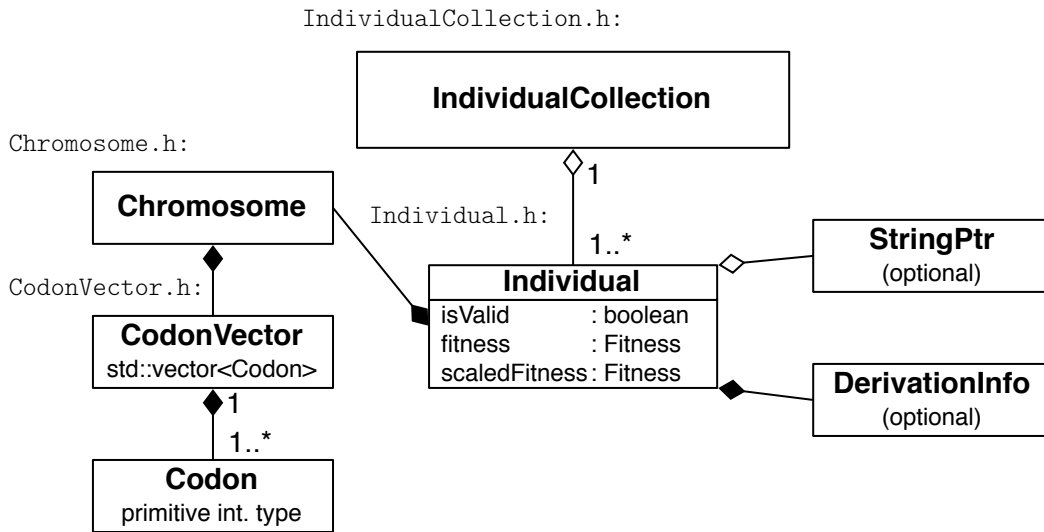 IndividualCollection.h:
IndividualCollection
Chromosome.h:
1
Chromosome
Individual.h:
1..*
StringPtr
(optional)
Individual
isValid : boolean
fitness : Fitness
scaledFitness : Fitness
CodonVector.h:
CodonVector
std::vector<Codon>
DerivationInfo
(optional)
1
1..*
Codon
primitive int. type